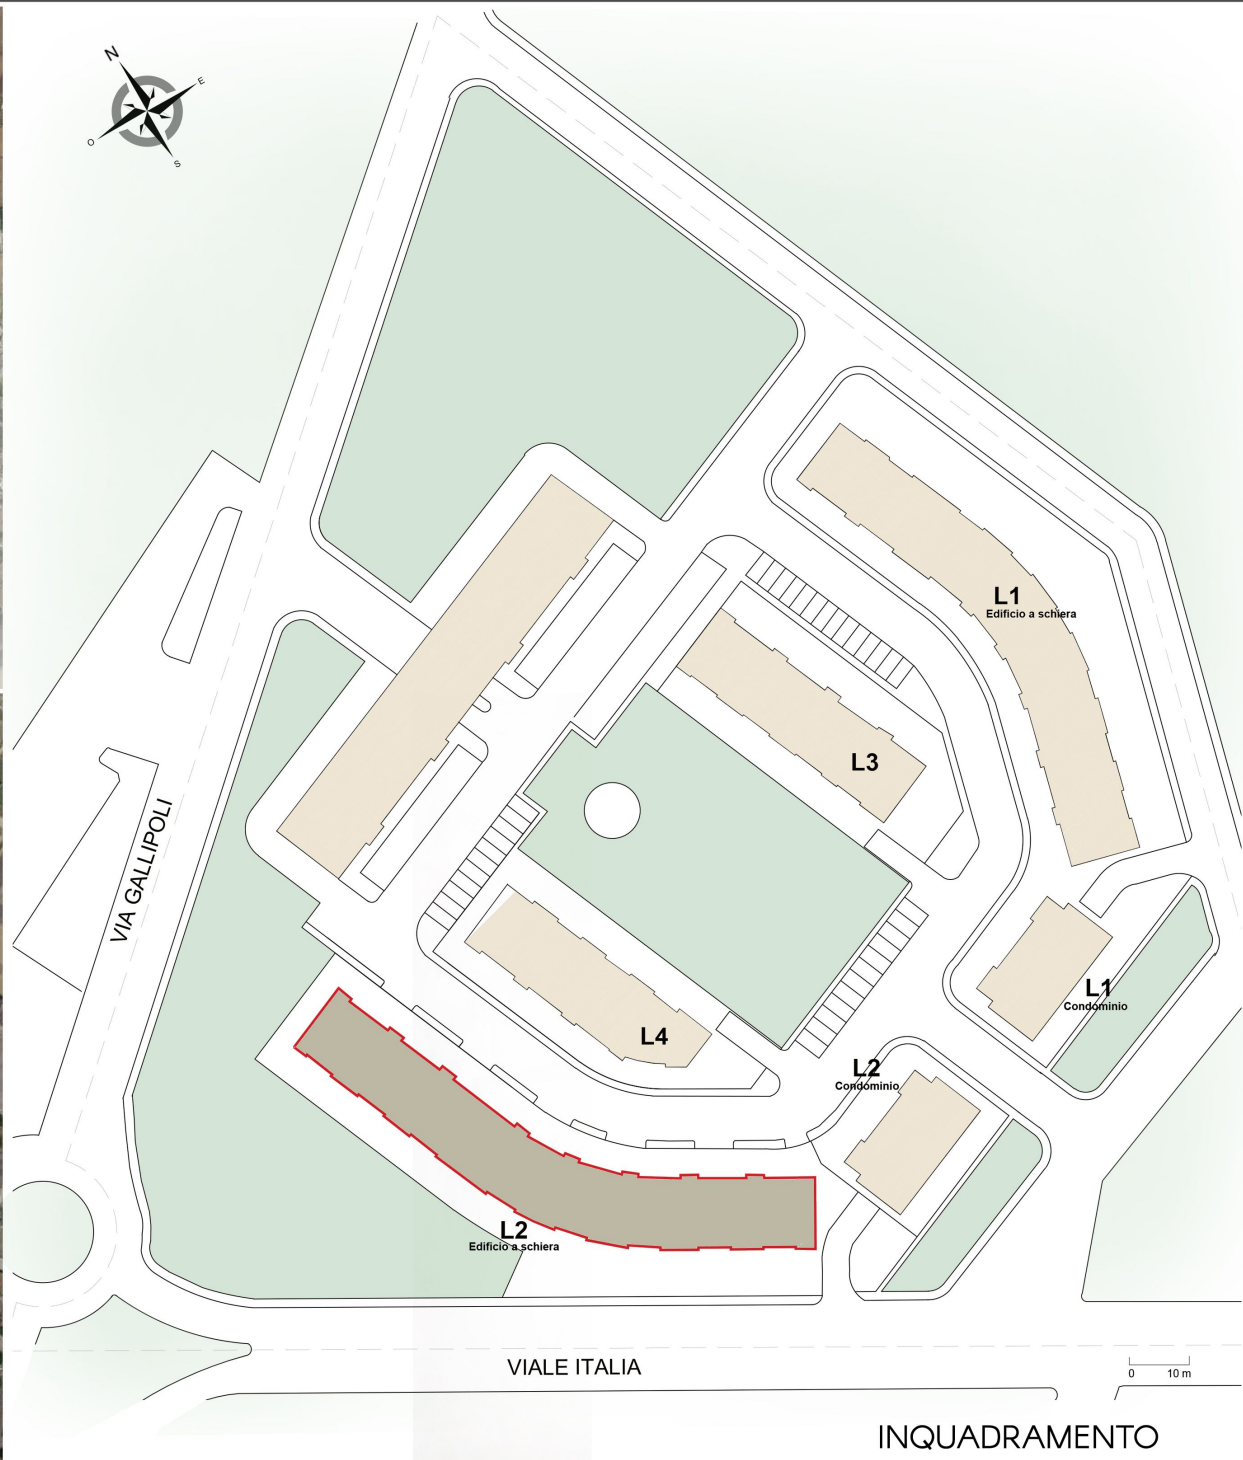 N
E
O
S
L1
Edificio a schiera
L3
VIA GALLIPOLI
L1
Condominio
L4
L2
Condominio
L2
Edificio a schiera
VIALE ITALIA
0 10 m
INQUADRAMENTO